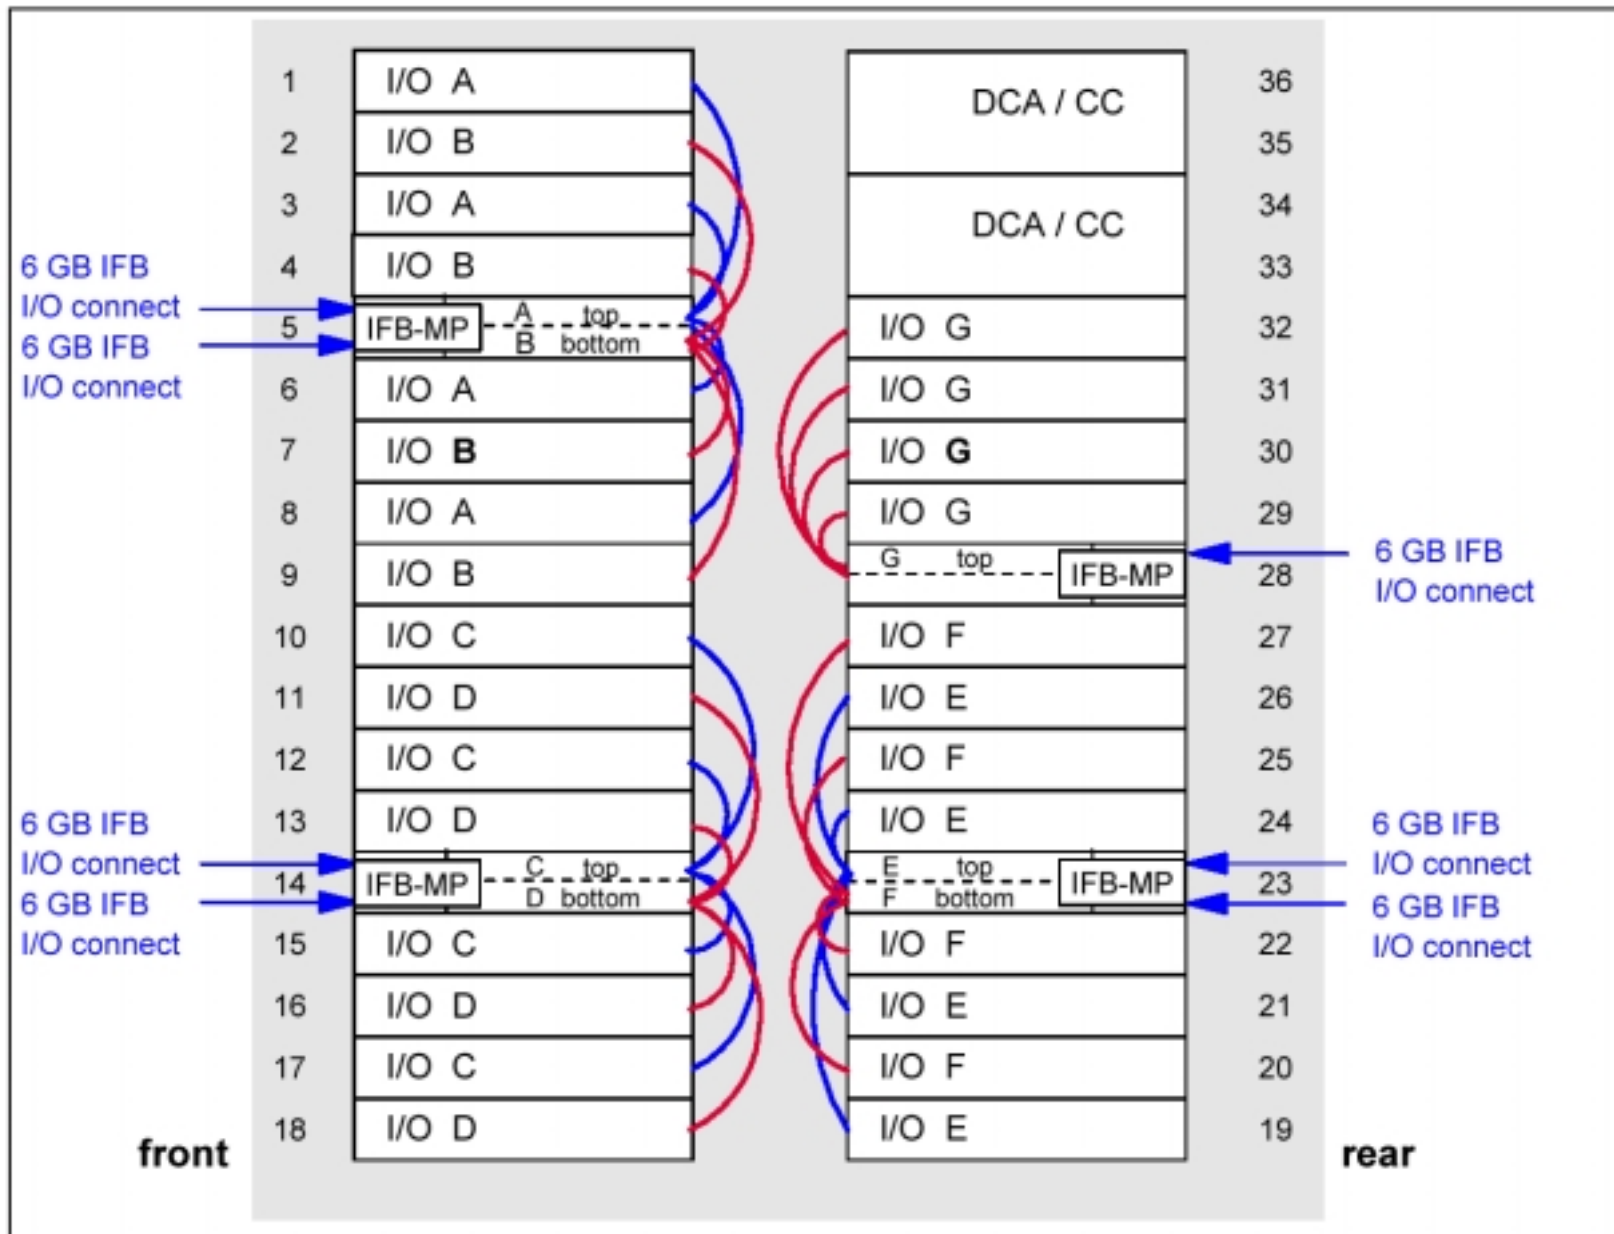 1 I/O A DCA / CC 36
2 I/O B 35
3 I/O A DCA / CC 34
6 GB IFB
4 I/O B 33
I/O connect
5 IFB-MP A top I/O G 32
6 GB IFB B bottom
I/O connect
6 I/O A I/O G 31
7 I/O B I/O G 30
8 I/O A I/O G 29
9 I/O B G top IFB-MP 28 6 GB IFB
I/O connect
10 I/O C I/O F 27
11 I/O D I/O E 26
12 I/O C I/O F 25
6 GB IFB 13 I/O D I/O E 24 6 GB IFB
I/O connect C top E top I/O connect
14 IFB-MP IFB-MP 23
6 GB IFB D bottom F bottom 6 GB IFB
I/O connect 15 I/O C I/O F 22 I/O connect
16 I/O D I/O E 21
17 I/O C I/O F 20
18 I/O D I/O E 19
front rear